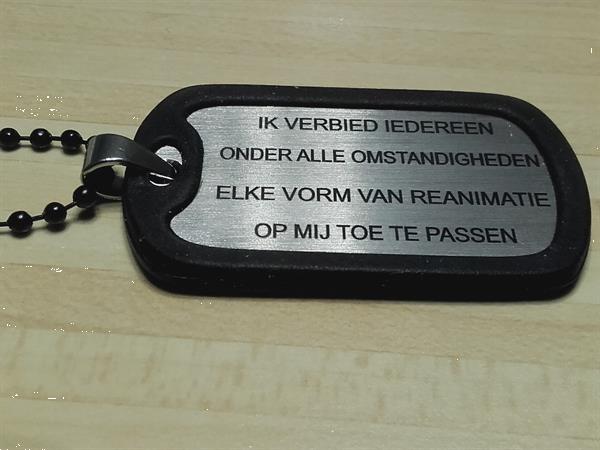 IK VERBIED IEDEREEN
ONDER ALLE OMSTANDIGHEDEN
ELKE VORM VAN REANIMATIE
OP MIJ TOE TE PASSEN